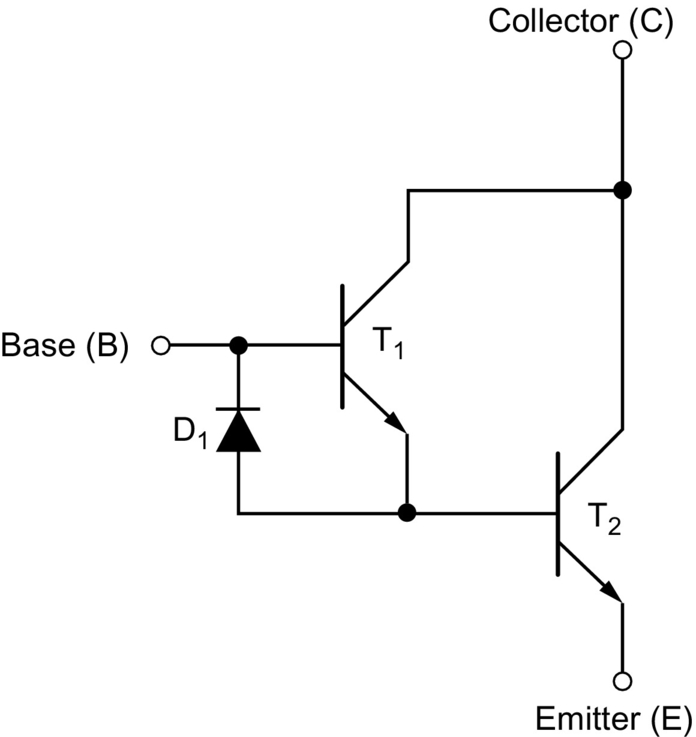 Collector (C)
T1
Base (B)
D1
T2
Emitter (E)